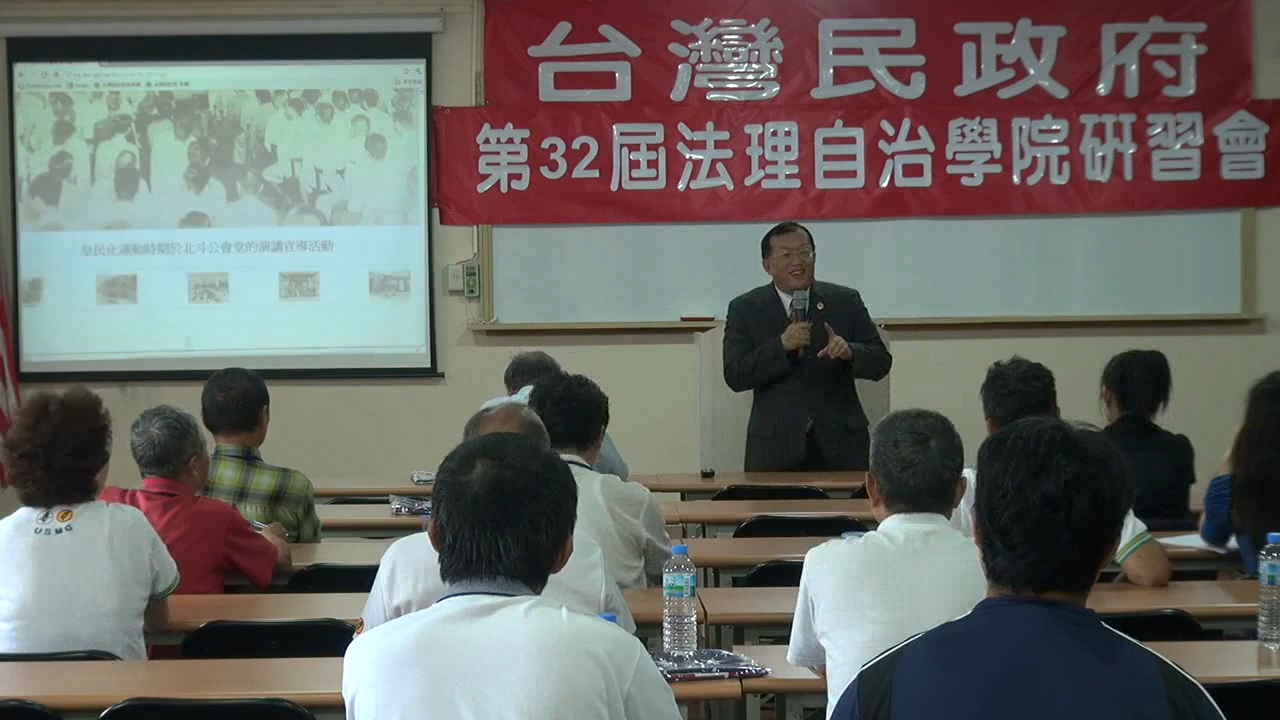 台灣民政府
第32屆法理自治學院研習會
皇民化運動時期於北斗公會堂的演講宣導活動
USMG